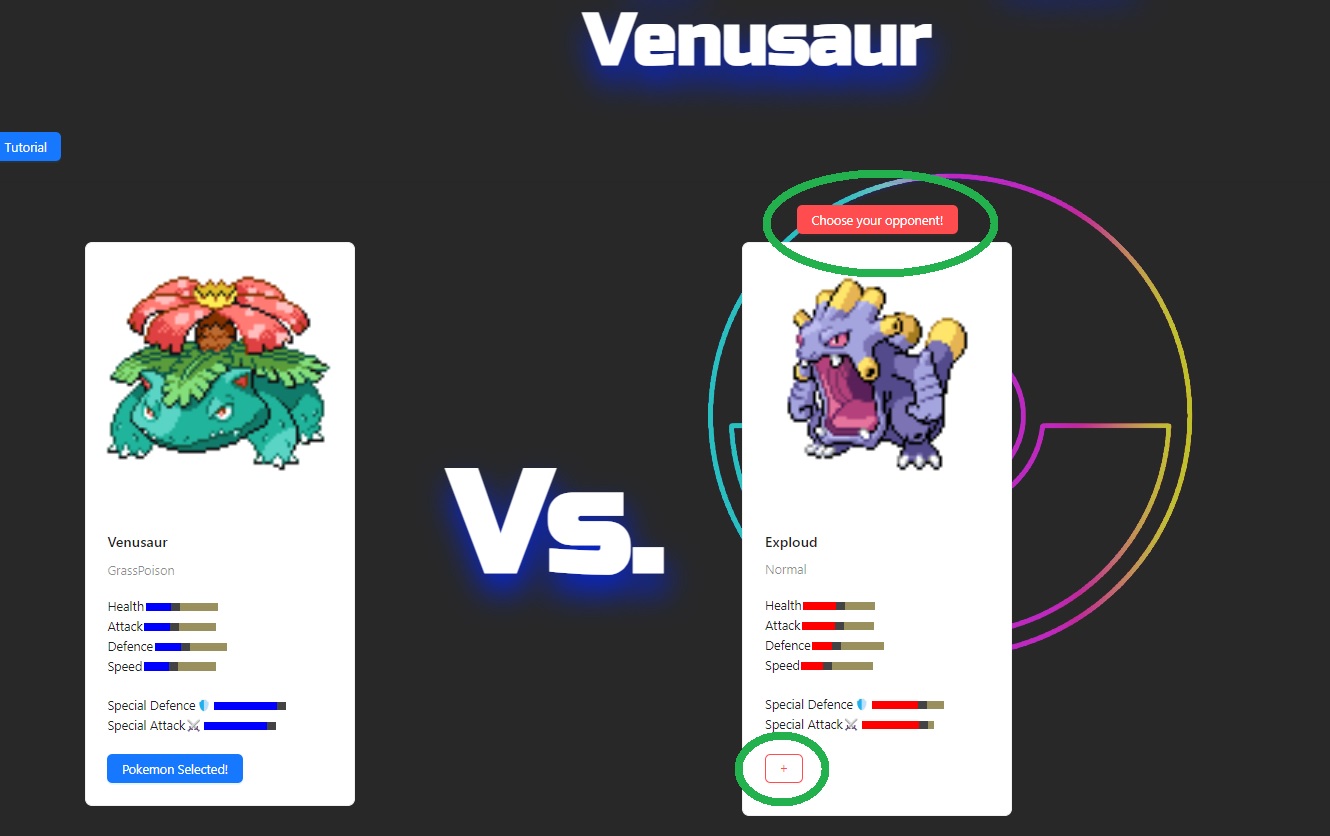 Venusaur
Tutorial
Choose your opponent!
Vs.
Venusaur
GrassPoison
Health
Attack
Defence
Speed
Special Defence
Special Attack
Pokemon Selected!
Exploud
Normal
Health
Attack
Defence
Speed
Special Defence
Special Attack
+